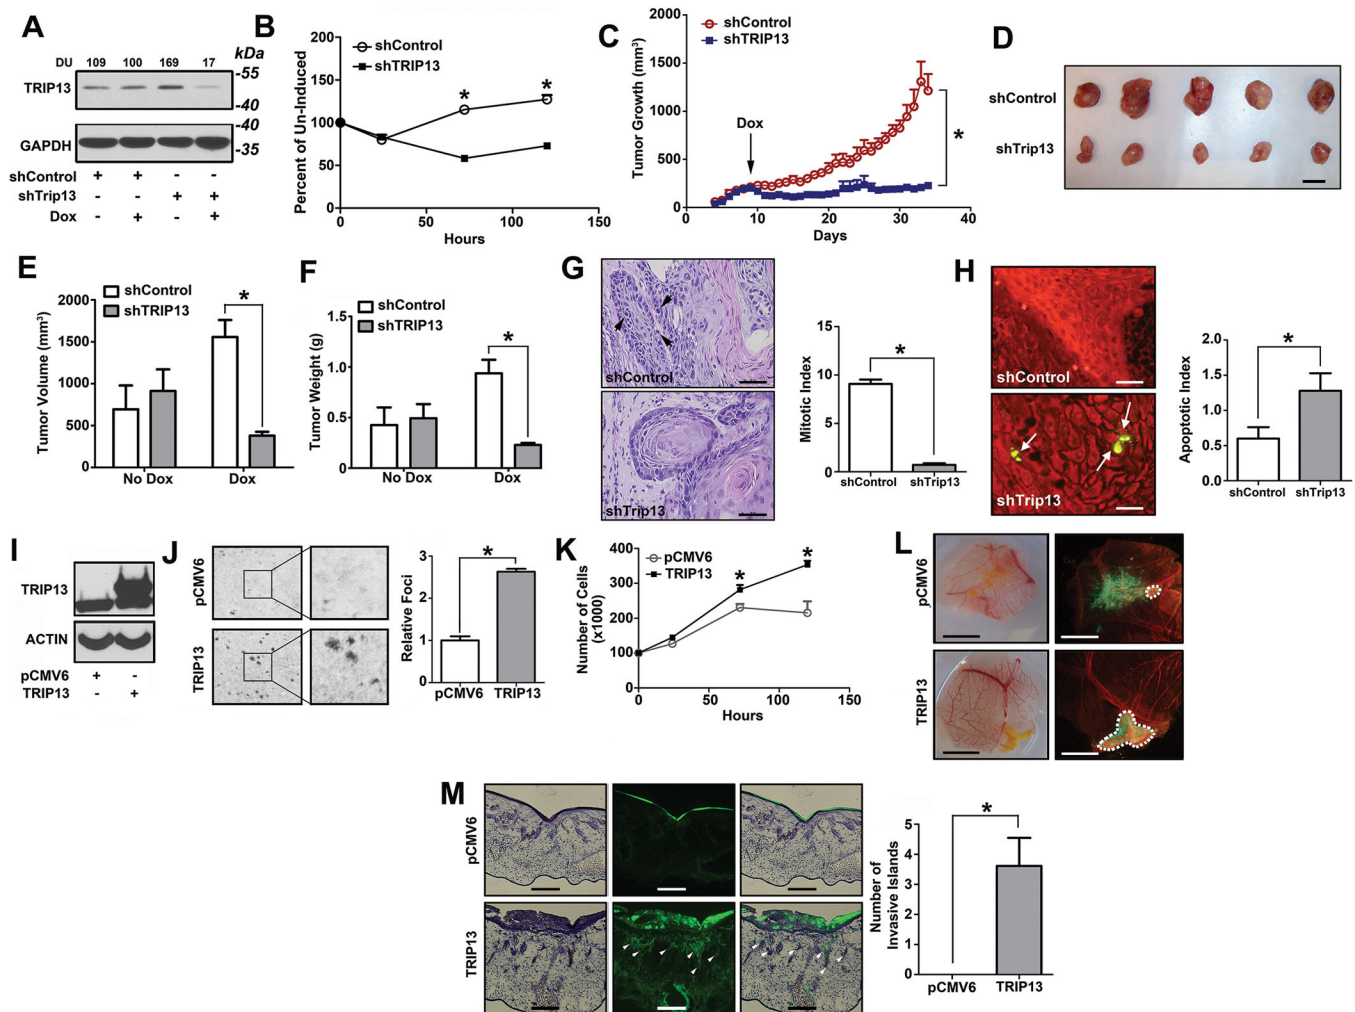 A
DU 109 100 169 17 kDa
TRIP13
-55
-40
GAPDH
-40
-35
shControl + + - -
shTrip13 - - + +
Dox - + - +
B
shControl
shTRIP13
Percent of Un-Induced
200
150
100
50
0
* *
0 50 100 150
Hours
C
shControl
shTRIP13
Tumor Growth (mm³)
2000
1500
1000
500
0
Dox
*
0 10 20 30 40
Days
D
shControl
shTrip13
E
shControl
shTRIP13
Tumor Volume (mm³)
2000
1500
1000
500
0
*
No Dox Dox
F
shControl
shTRIP13
Tumor Weight (g)
1.5
1.0
0.5
0.0
*
No Dox Dox
G
shControl
shTrip13
Mitotic Index
15
10
5
0
*
shControl shTrip13
H
shControl
shTrip13
Apoptotic Index
2.0
1.5
1.0
0.5
0.0
*
shControl shTrip13
I
TRIP13
ACTIN
pCMV6 + -
TRIP13 - +
J
pCMV6
TRIP13
Relative Foci
3
2
1
0
*
pCMV6 TRIP13
K
pCMV6
TRIP13
Number of Cells
(x1000)
400
300
200
100
0
* *
0 50 100 150
Hours
L
pCMV6
TRIP13
M
pCMV6
TRIP13
Number of
Invasive Islands
5
4
3
2
1
0
*
pCMV6 TRIP13